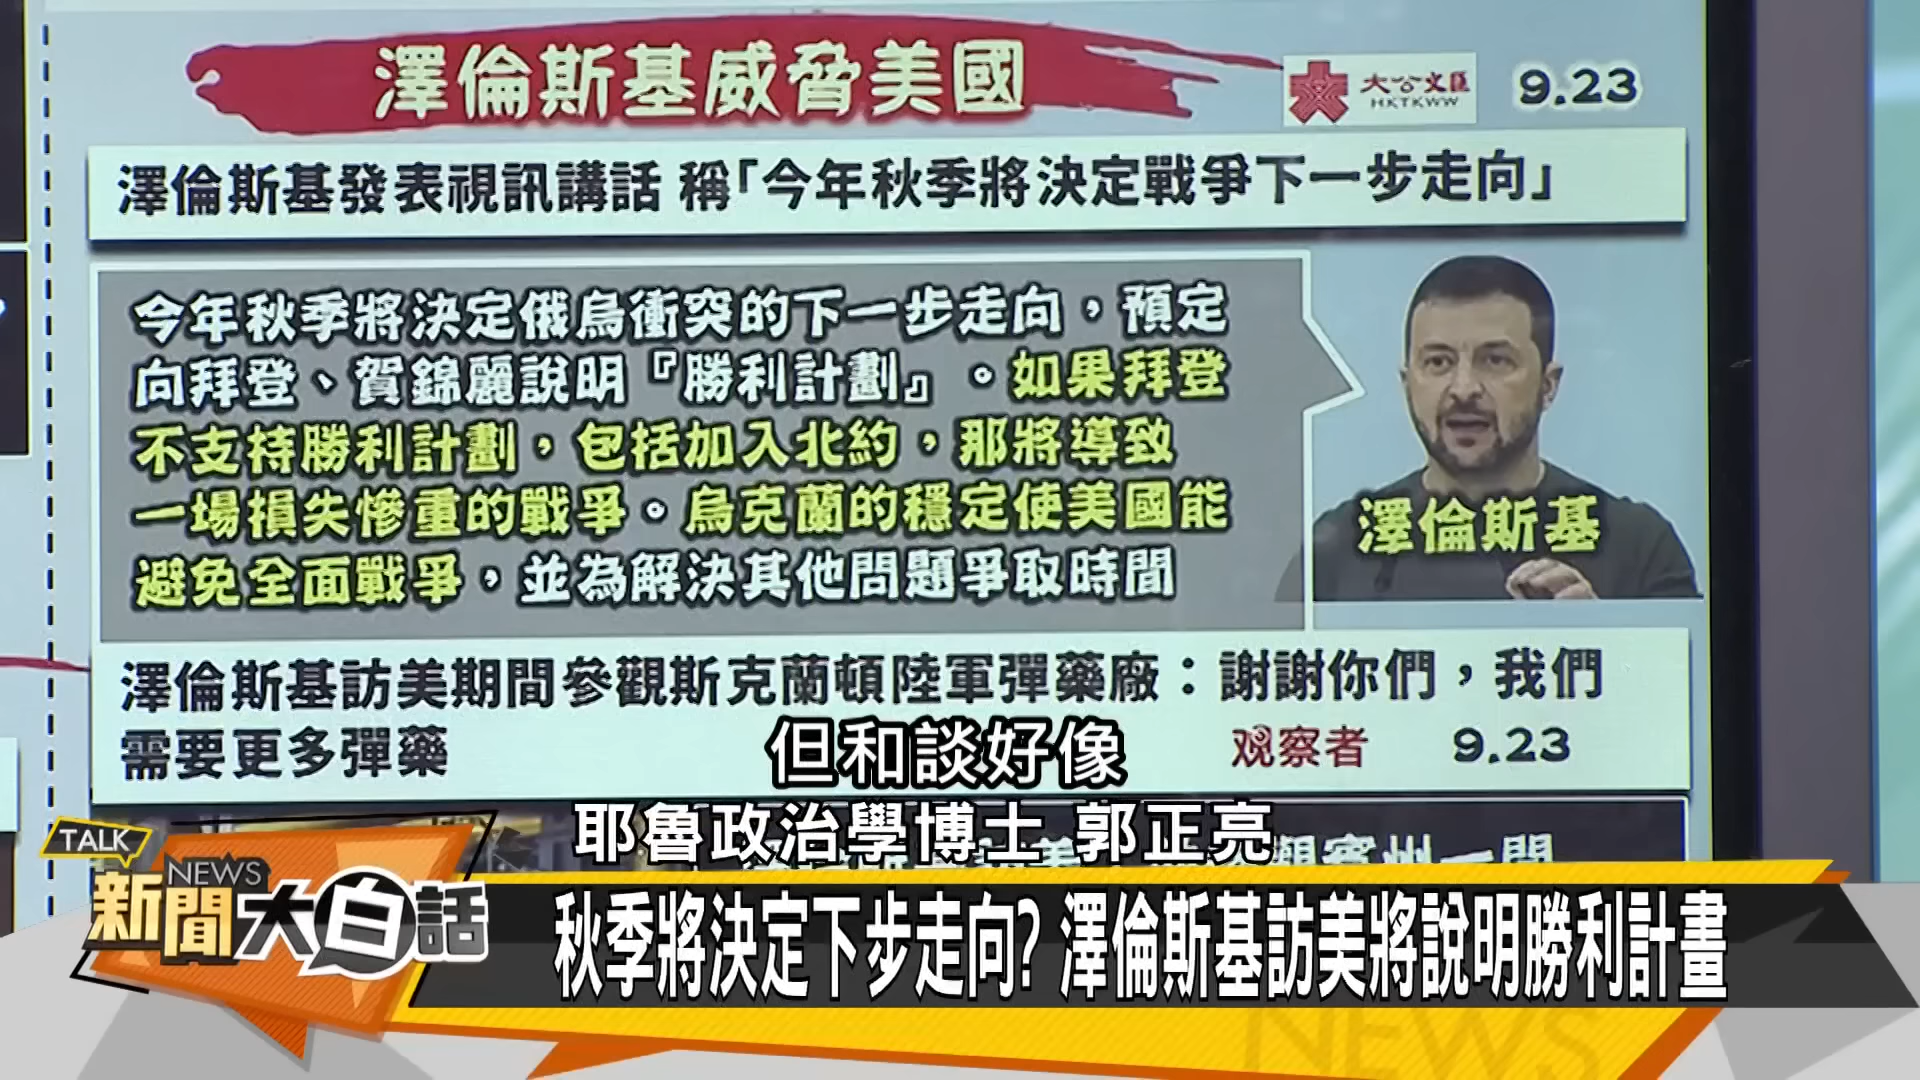 澤倫斯基威脅美國
大公文匯
HKTKWW
9.23
澤倫斯基發表視訊講話 稱「今年秋季將決定戰爭下一步走向」
今年秋季將決定俄烏衝突的下一步走向，預定
向拜登、賀錦麗說明『勝利計劃』。如果拜登
不支持勝利計劃，包括加入北約，那將導致
一場損失慘重的戰爭。烏克蘭的穩定使美國能
避免全面戰爭，並為解決其他問題爭取時間
澤倫斯基
澤倫斯基訪美期間參觀斯克蘭頓陸軍彈藥廠：謝謝你們，我們
需要更多彈藥
观察者
9.23
但和談好像
耶魯政治學博士 郭正亮
TALK
NEWS
新聞大白話
秋季將決定下步走向? 澤倫斯基訪美將說明勝利計畫
NEWS